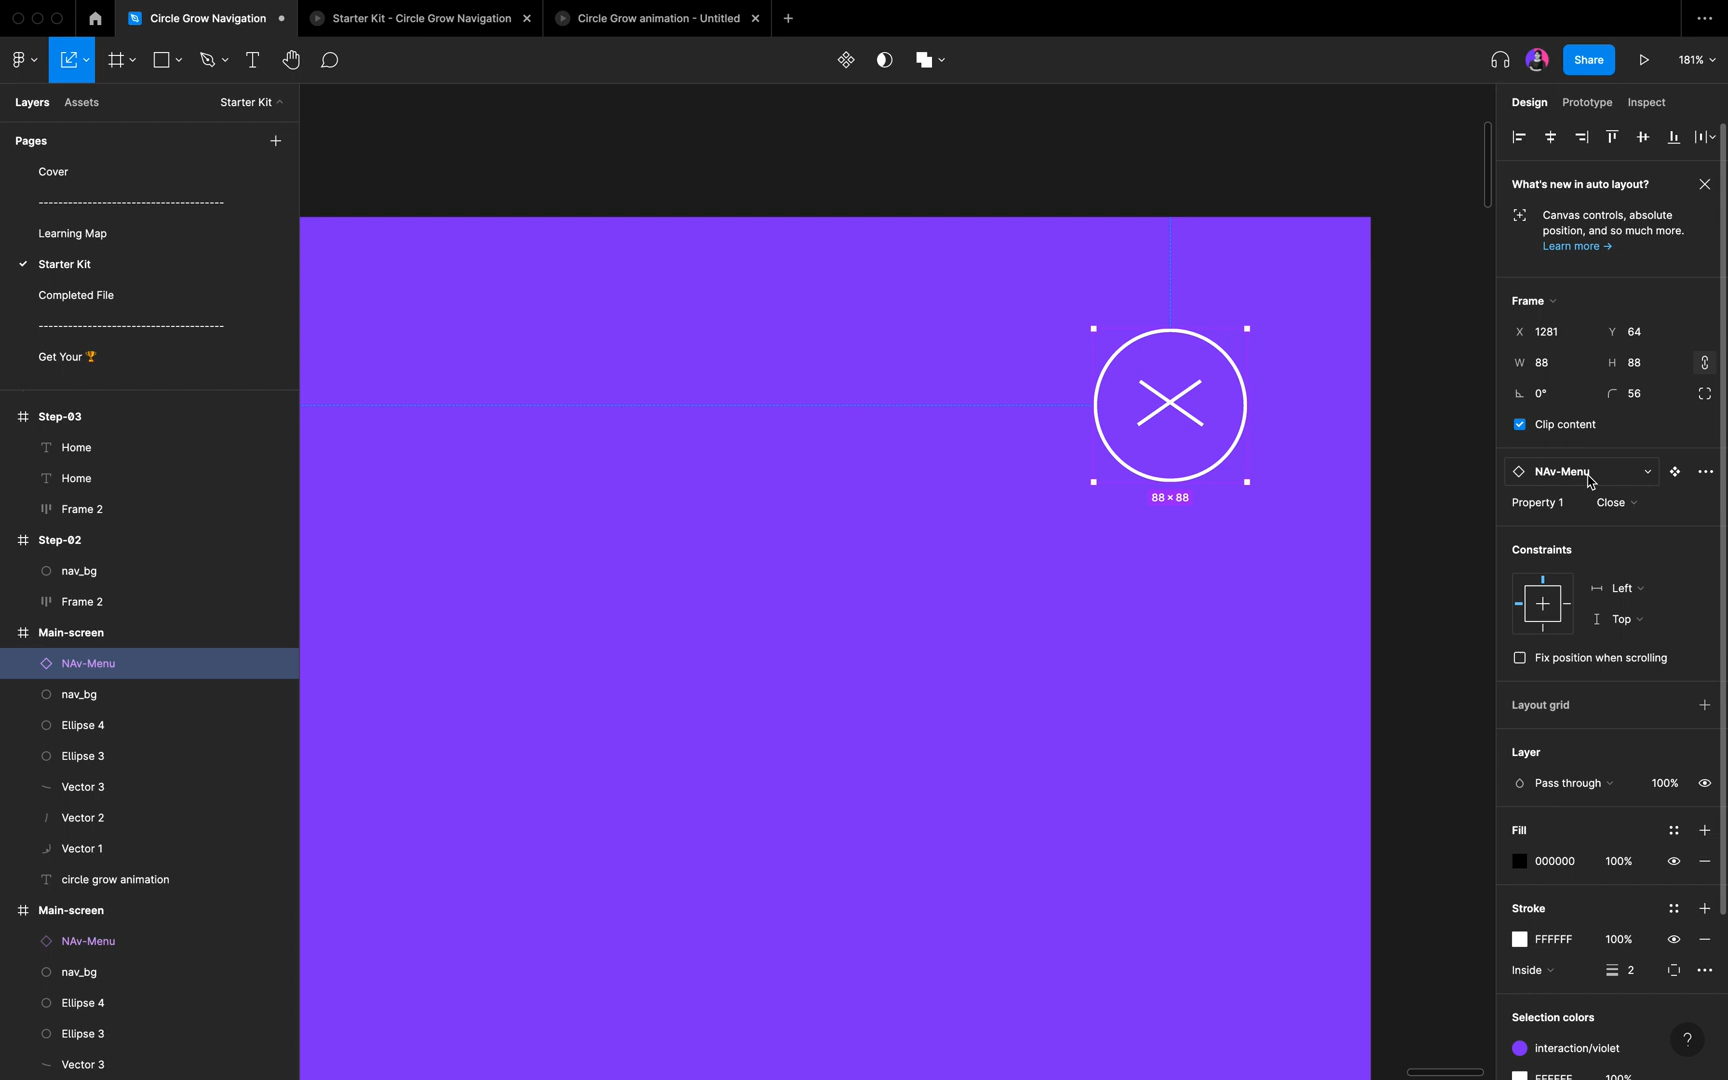 Circle Grow Navigation
Starter Kit - Circle Grow Navigation
Circle Grow animation - Untitled
Share
181%
Layers
Assets
Starter Kit
Pages
Cover
--------------------------------------
Learning Map
Starter Kit
Completed File
--------------------------------------
Get Your 🏆
Step-03
Home
Home
Frame 2
Step-02
nav_bg
Frame 2
Main-screen
NAv-Menu
nav_bg
Ellipse 4
Ellipse 3
Vector 3
Vector 2
Vector 1
circle grow animation
Main-screen
NAv-Menu
nav_bg
Ellipse 4
Ellipse 3
Vector 3
88 × 88
Design
Prototype
Inspect
What's new in auto layout?
Canvas controls, absolute
position, and so much more.
Learn more →
Frame
X 1281 Y 64
W 88 H 88
0° 56
Clip content
NAv-Menu
Property 1 Close
Constraints
Left
Top
Fix position when scrolling
Layout grid
Layer
Pass through 100%
Fill
000000 100%
Stroke
FFFFFF 100%
Inside 2
Selection colors
interaction/violet
FFFFFF 100%
?